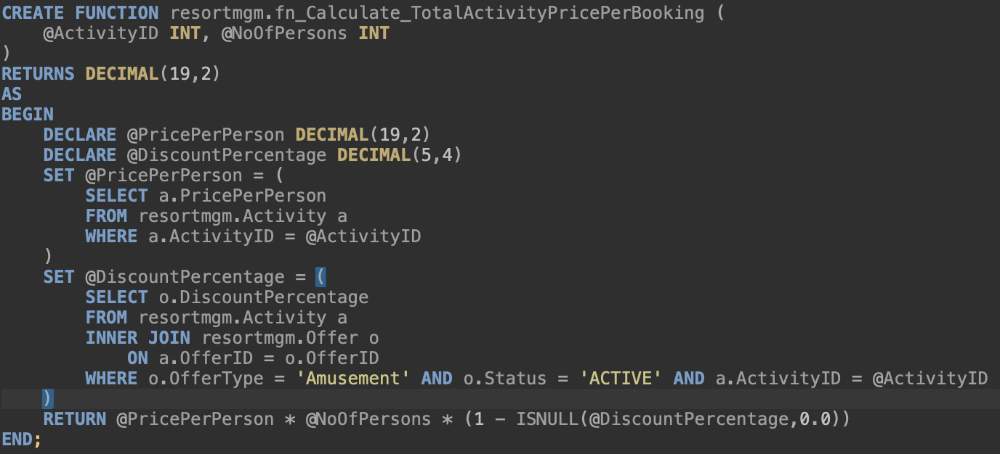 CREATE FUNCTION resortmgm.fn_Calculate_TotalActivityPricePerBooking (
    @ActivityID INT, @NoOfPersons INT
)
RETURNS DECIMAL(19,2)
AS
BEGIN
    DECLARE @PricePerPerson DECIMAL(19,2)
    DECLARE @DiscountPercentage DECIMAL(5,4)
    SET @PricePerPerson = (
        SELECT a.PricePerPerson
        FROM resortmgm.Activity a
        WHERE a.ActivityID = @ActivityID
    )
    SET @DiscountPercentage = (
        SELECT o.DiscountPercentage
        FROM resortmgm.Activity a
        INNER JOIN resortmgm.Offer o
            ON a.OfferID = o.OfferID
        WHERE o.OfferType = 'Amusement' AND o.Status = 'ACTIVE' AND a.ActivityID = @ActivityID
    )
    RETURN @PricePerPerson * @NoOfPersons * (1 - ISNULL(@DiscountPercentage,0.0))
END;